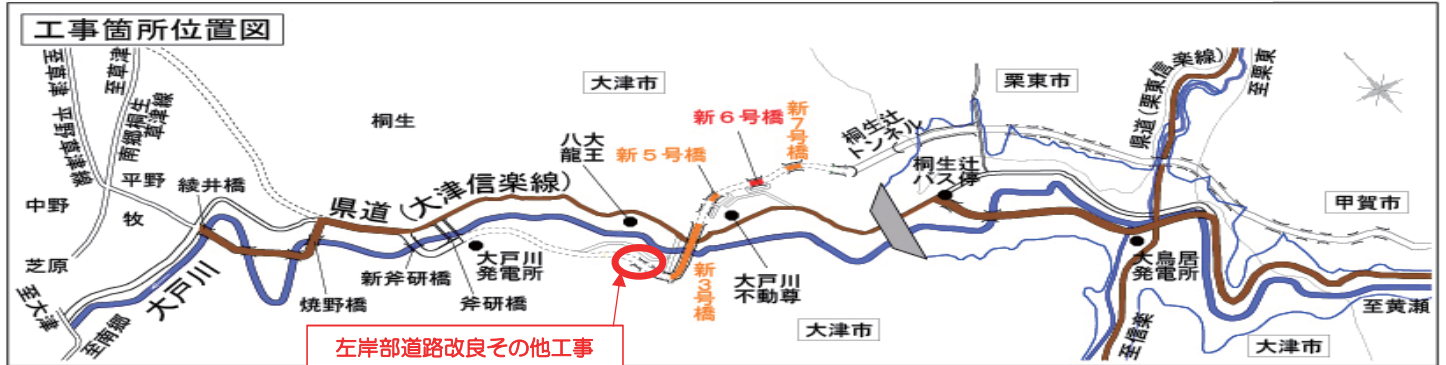 工事箇所位置図
至草津
平野草津線
至草津
南郷桐生草津線
桐生
大津市
栗東市
県道(栗東信楽線)
至栗東
新6号橋
新7号橋
桐生辻
トンネル
八大
龍王
新5号橋
平野
綾井橋
中野
牧
県道(大津信楽線)
桐生辻
バス停
甲賀市
芝原
大戸川
新斧研橋
大戸川
発電所
新3号橋
大戸川
不動尊
大鳥居
発電所
至大津
焼野橋
斧研橋
至黄瀬
至南郷
左岸部道路改良その他工事
大津市
至信楽
大津市